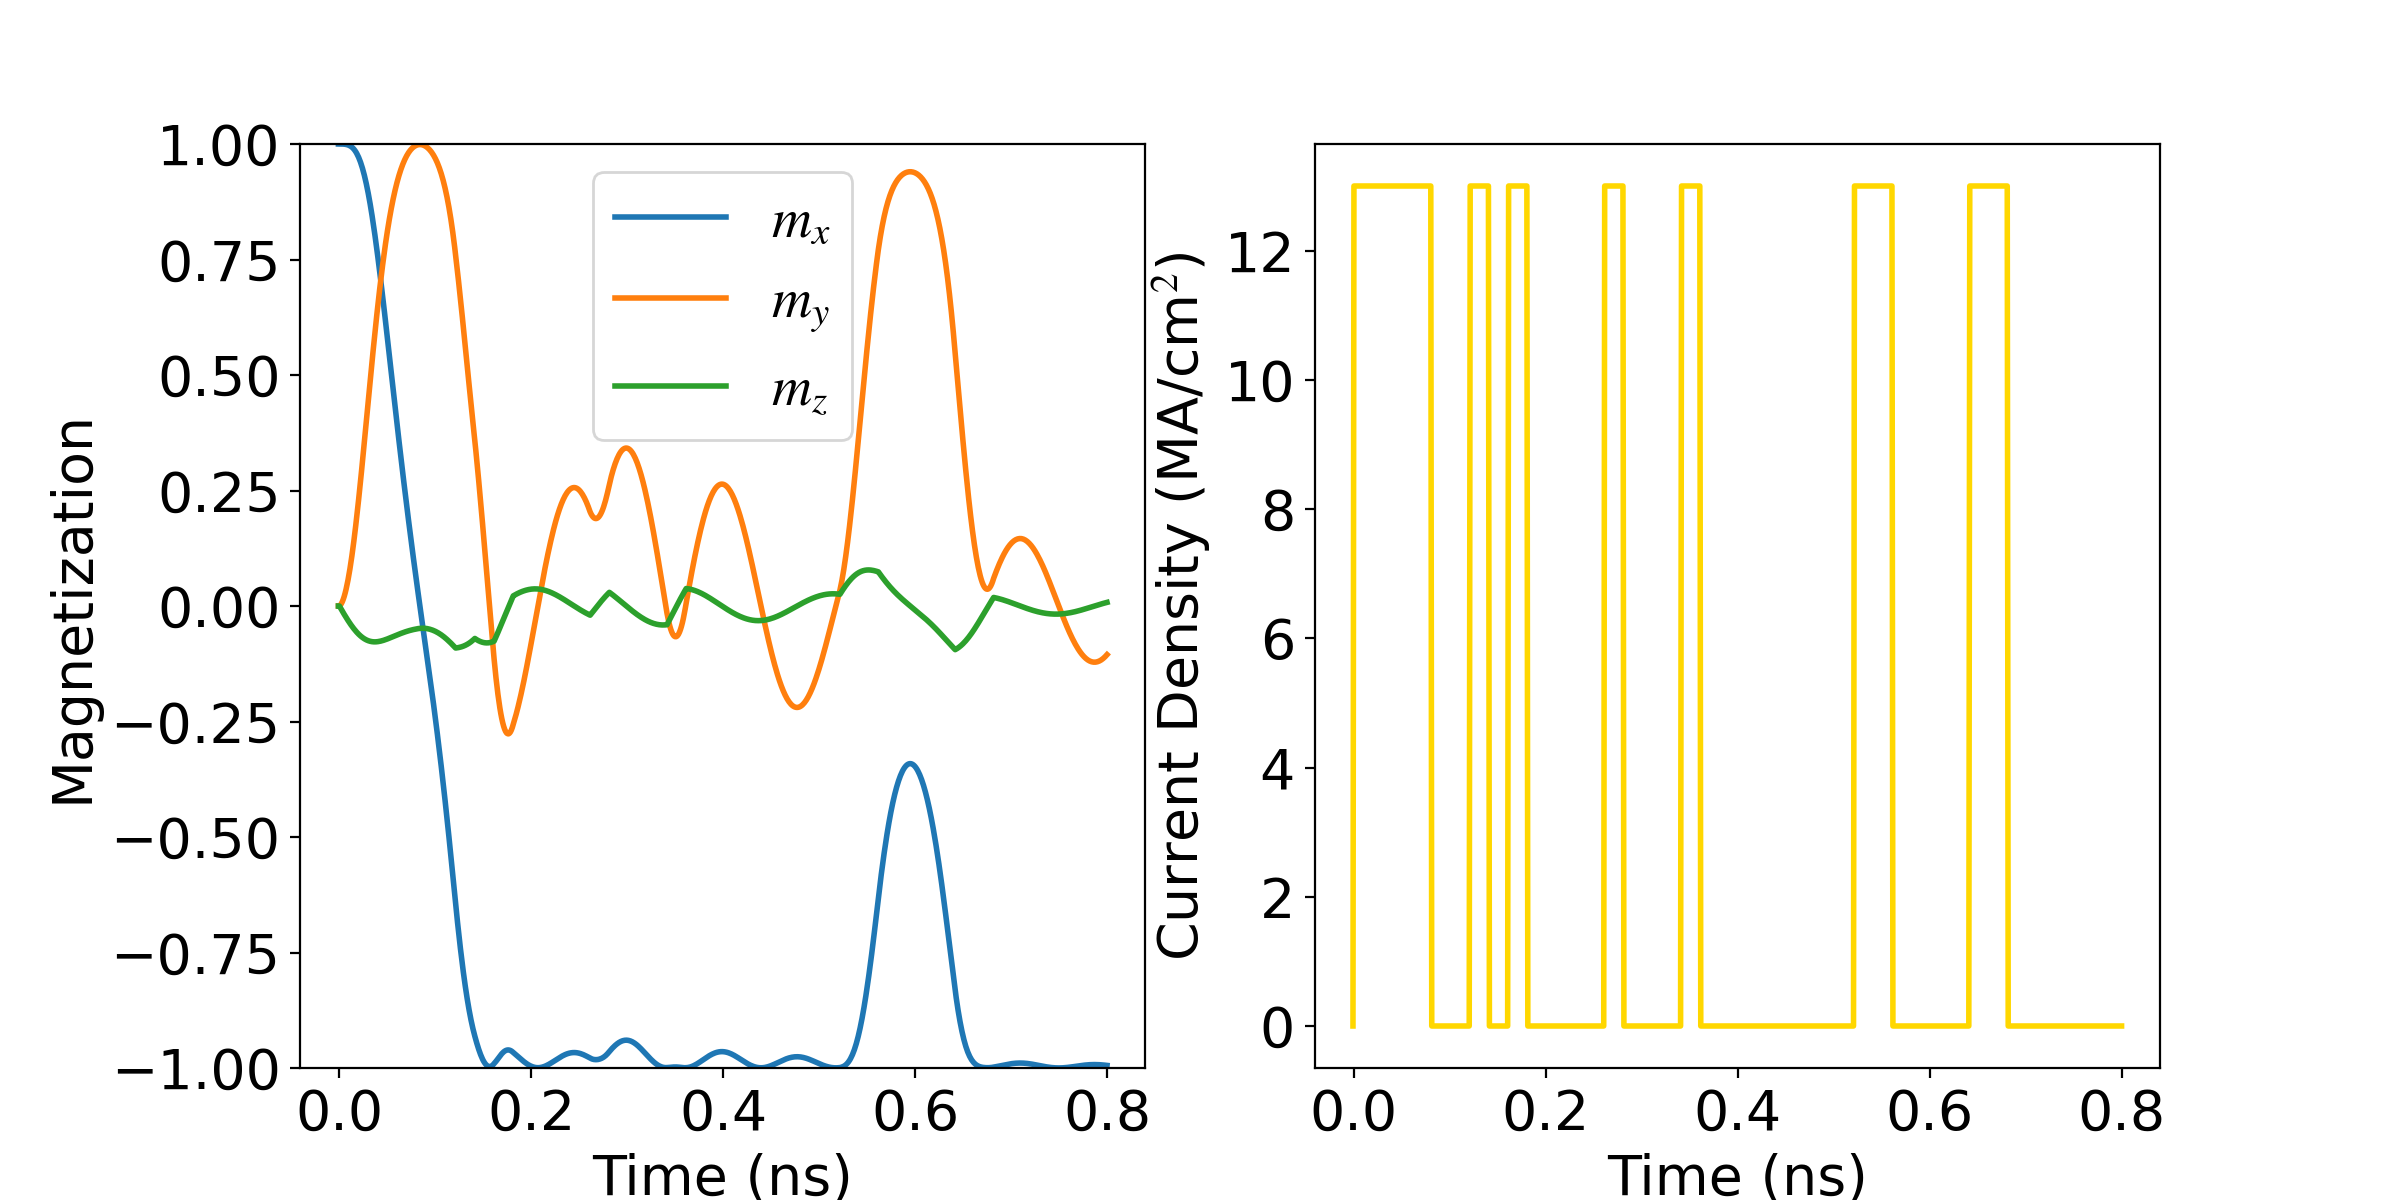 Magnetization
1.00
0.75
0.50
0.25
0.00
−0.25
−0.50
−0.75
−1.00
0.0 0.2 0.4 0.6 0.8
Time (ns)
m_x
m_y
m_z
Current Density (MA/cm²)
12
10
8
6
4
2
0
0.0 0.2 0.4 0.6 0.8
Time (ns)